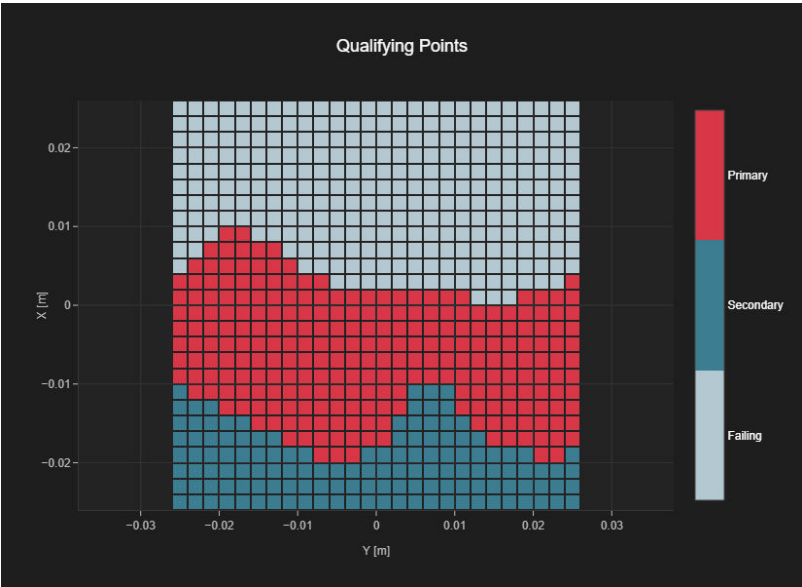 Qualifying Points
0.02
0.01
0
−0.01
−0.02
X [m]
−0.03
−0.02
−0.01
0
0.01
0.02
0.03
Y [m]
Primary
Secondary
Failing